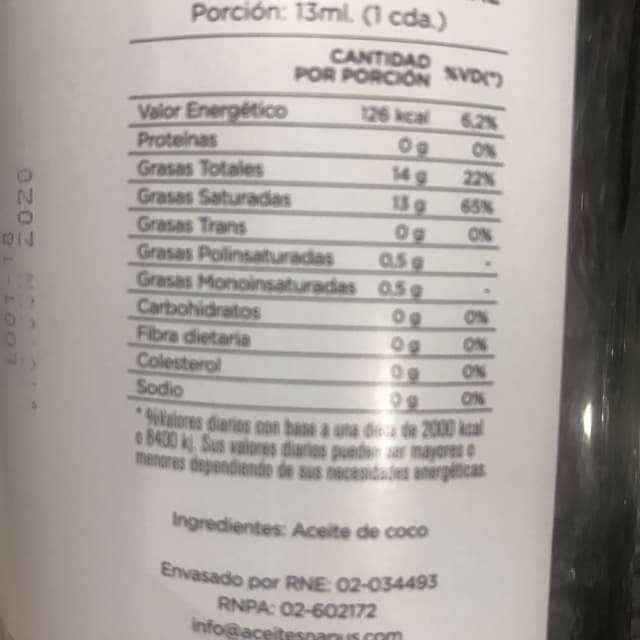 Porción: 13ml. (1 cda.)
CANTIDAD
POR PORCIÓN %VD(*)
Valor Energético 126 kcal 6,2%
Proteínas 0 g 0%
Grasas Totales 14 g 22%
Grasas Saturadas 13 g 65%
Grasas Trans 0 g 0%
Grasas Polinsaturadas 0,5 g -
Grasas Monoinsaturadas 0,5 g -
Carbohidratos 0 g 0%
Fibra dietaria 0 g 0%
Colesterol 0 g 0%
Sodio 0 g 0%
* %Valores diarios con base a una dieta de 2000 kcal
o 8400 kj. Sus valores diarios pueden ser mayores o
menores dependiendo de sus necesidades energéticas.
Ingredientes: Aceite de coco
Envasado por RNE: 02-034493
RNPA: 02-602172
2020